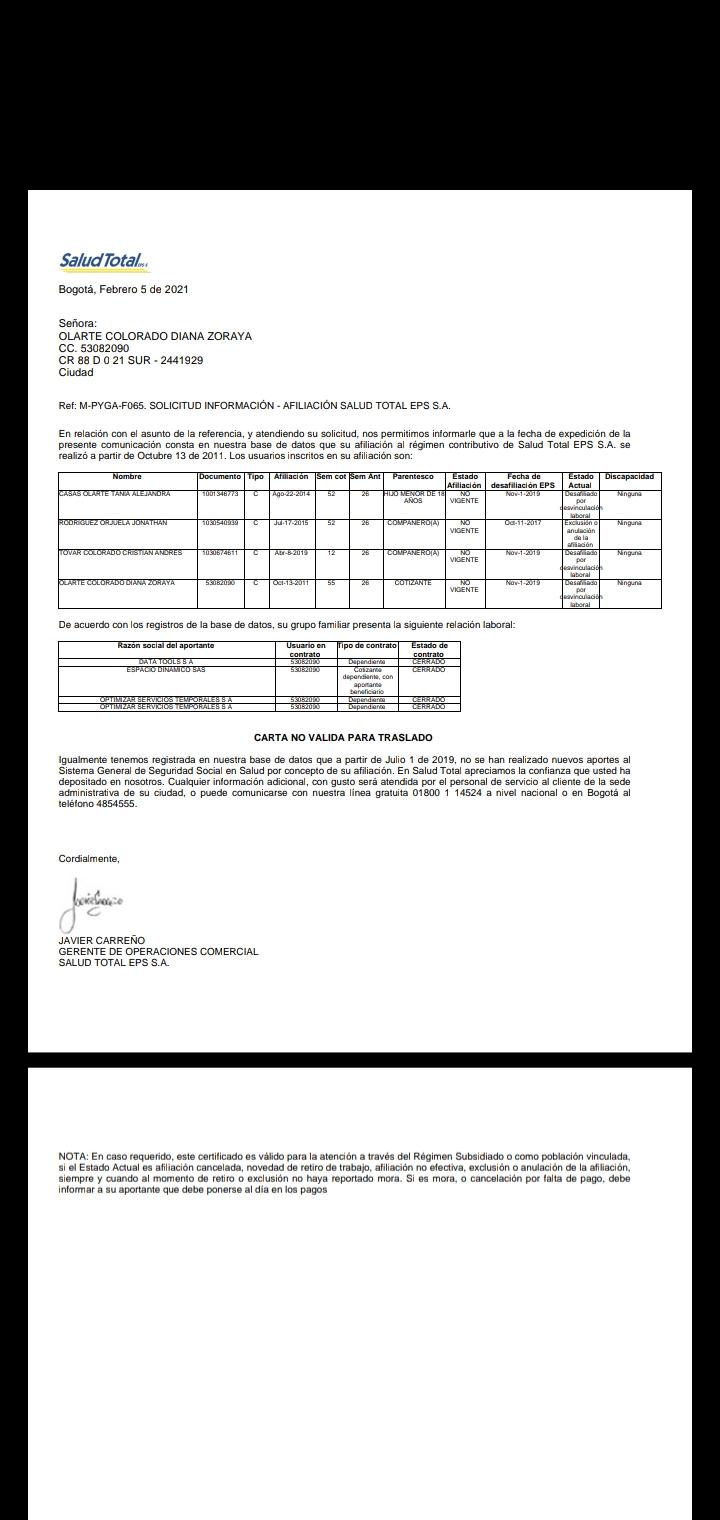 SaludTotal EPS S.A.
Bogotá, Febrero 5 de 2021
Señora:
OLARTE COLORADO DIANA ZORAYA
CC. 53082090
CR 88 D 0 21 SUR - 2441929
Ciudad
Ref: M-PYGA-F065. SOLICITUD INFORMACIÓN - AFILIACIÓN SALUD TOTAL EPS S.A.
En relación con el asunto de la referencia, y atendiendo su solicitud, nos permitimos informarle que a la fecha de expedición de la
presente comunicación consta en nuestra base de datos que su afiliación al régimen contributivo de Salud Total EPS S.A. se
realizó a partir de Octubre 13 de 2011. Los usuarios inscritos en su afiliación son:
Nombre Documento Tipo Afiliación Sem cot Sem Ant Parentesco Estado Afiliación Fecha de desafiliación EPS Estado Actual Discapacidad
CASAS OLARTE TANIA ALEJANDRA 1001346773 C Ago-22-2014 52 26 HIJO MENOR DE 18 AÑOS NO VIGENTE Nov-1-2019 Desafiliado por desvinculación laboral Ninguna
RODRIGUEZ ORJUELA JONATHAN 1030540939 C Jul-17-2015 52 26 COMPAÑERO(A) NO VIGENTE Oct-11-2017 Exclusión o anulación de la afiliación Ninguna
TOVAR COLORADO CRISTIAN ANDRES 1030674611 C Abr-8-2019 12 26 COMPAÑERO(A) NO VIGENTE Nov-1-2019 Desafiliado por desvinculación laboral Ninguna
OLARTE COLORADO DIANA ZORAYA 53082090 C Oct-13-2011 55 26 COTIZANTE NO VIGENTE Nov-1-2019 Desafiliado por desvinculación laboral Ninguna
De acuerdo con los registros de la base de datos, su grupo familiar presenta la siguiente relación laboral:
Razón social del aportante Usuario en contrato Tipo de contrato Estado de contrato
DATA TOOLS S A 53082090 Dependiente CERRADO
ESPACIO DINAMICO SAS 53082090 Cotizante dependiente, con aportante beneficiario CERRADO
OPTIMIZAR SERVICIOS TEMPORALES S A 53082090 Dependiente CERRADO
OPTIMIZAR SERVICIOS TEMPORALES S A 53082090 Dependiente CERRADO
CARTA NO VALIDA PARA TRASLADO
Igualmente tenemos registrada en nuestra base de datos que a partir de Julio 1 de 2019, no se han realizado nuevos aportes al
Sistema General de Seguridad Social en Salud por concepto de su afiliación. En Salud Total apreciamos la confianza que usted ha
depositado en nosotros. Cualquier información adicional, con gusto será atendida por el personal de servicio al cliente de la sede
administrativa de su ciudad, o puede comunicarse con nuestra línea gratuita 01800 1 14524 a nivel nacional o en Bogotá al
teléfono 4854555.
Cordialmente,
JAVIER CARREÑO
GERENTE DE OPERACIONES COMERCIAL
SALUD TOTAL EPS S.A.
NOTA: En caso requerido, este certificado es válido para la atención a través del Régimen Subsidiado o como población vinculada,
si el Estado Actual es afiliación cancelada, novedad de retiro de trabajo, afiliación no efectiva, exclusión o anulación de la afiliación,
siempre y cuando al momento de retiro o exclusión no haya reportado mora. Si es mora, o cancelación por falta de pago, debe
informar a su aportante que debe ponerse al día en los pagos